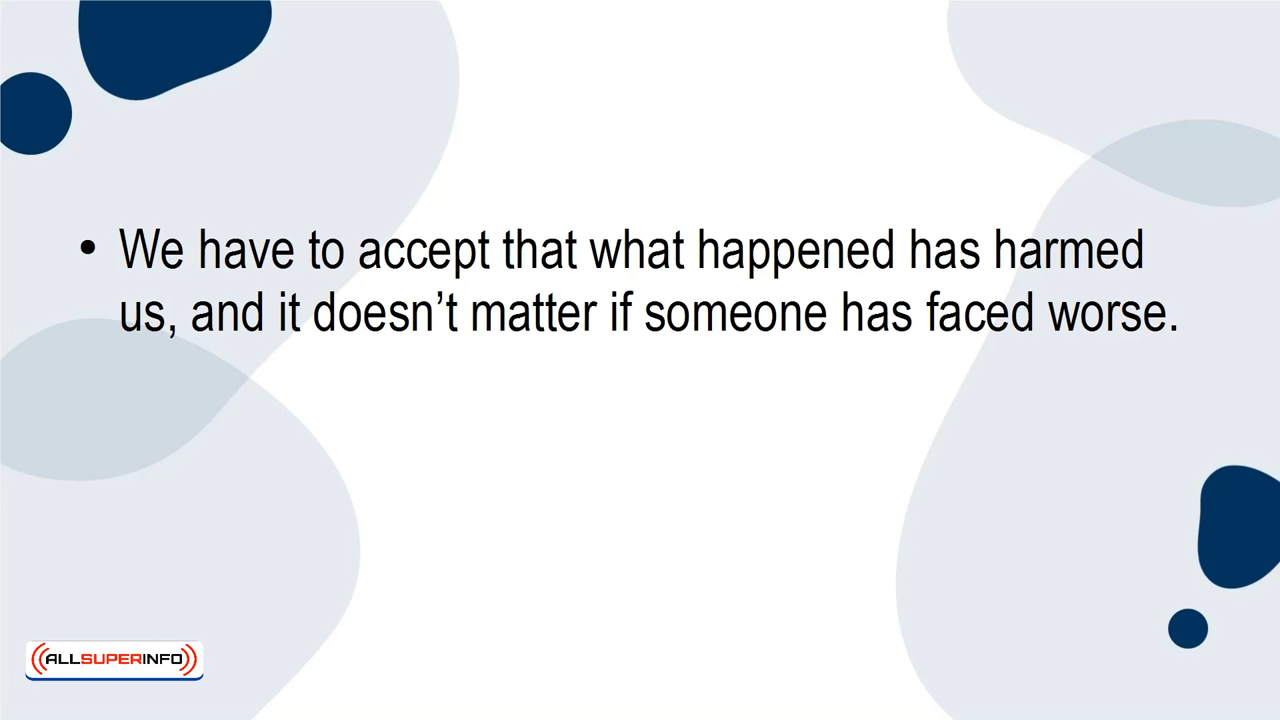 • We have to accept that what happened has harmed
us, and it doesn’t matter if someone has faced worse.
ALLSUPERINFO